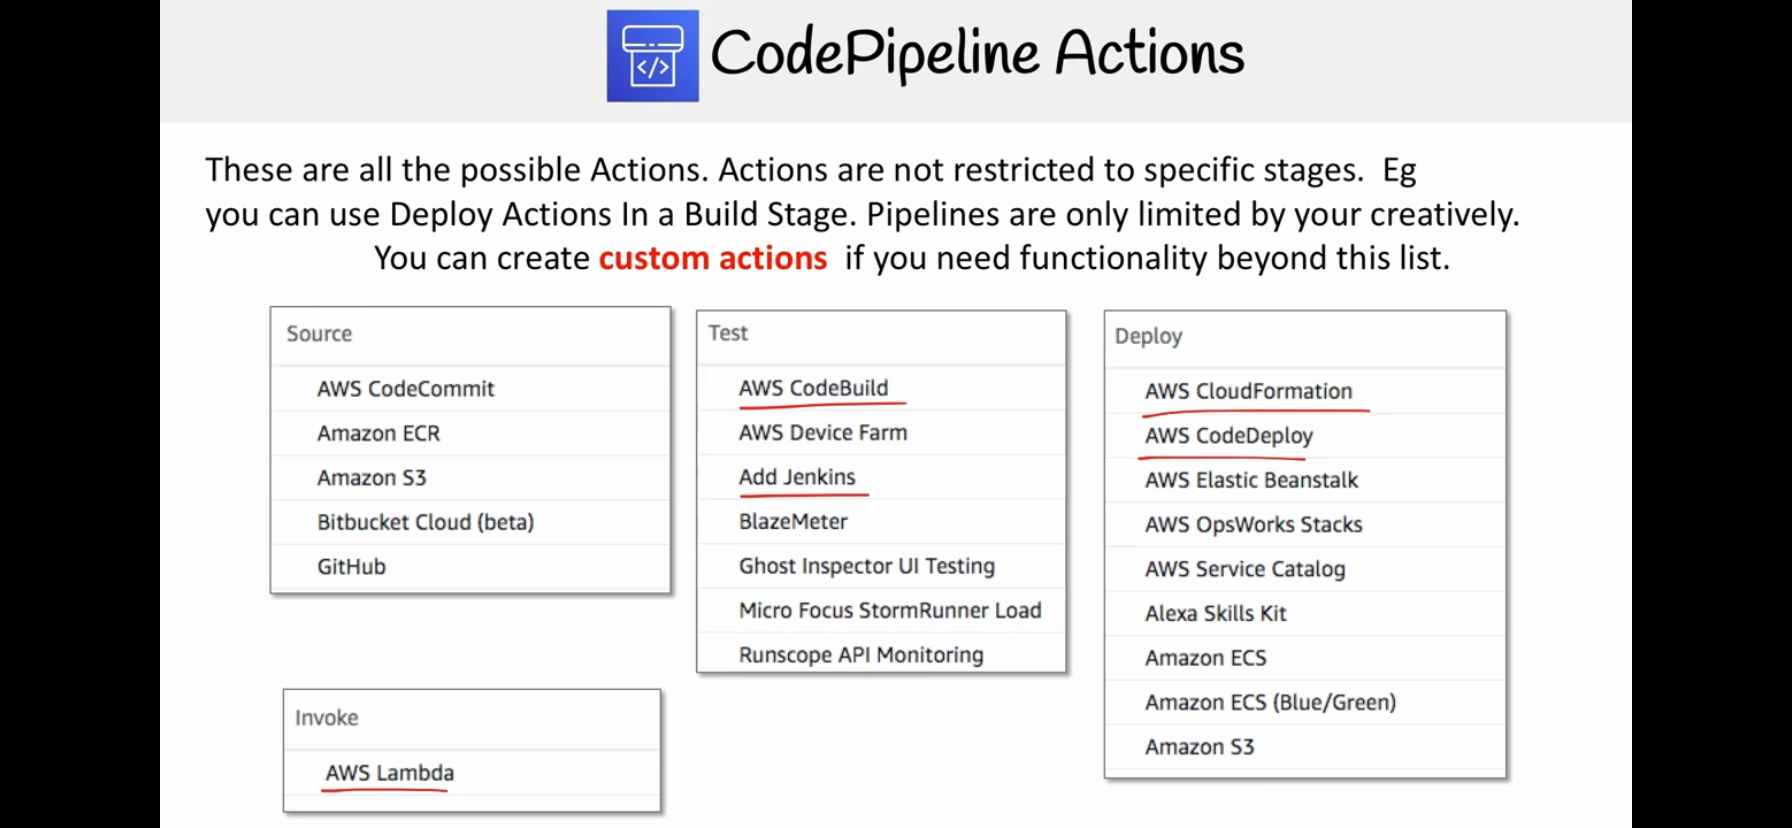 </> CodePipeline Actions
These are all the possible Actions. Actions are not restricted to specific stages. Eg
you can use Deploy Actions In a Build Stage. Pipelines are only limited by your creatively.
You can create custom actions if you need functionality beyond this list.
Source
AWS CodeCommit
Amazon ECR
Amazon S3
Bitbucket Cloud (beta)
GitHub
Invoke
AWS Lambda
Test
AWS CodeBuild
AWS Device Farm
Add Jenkins
BlazeMeter
Ghost Inspector UI Testing
Micro Focus StormRunner Load
Runscope API Monitoring
Deploy
AWS CloudFormation
AWS CodeDeploy
AWS Elastic Beanstalk
AWS OpsWorks Stacks
AWS Service Catalog
Alexa Skills Kit
Amazon ECS
Amazon ECS (Blue/Green)
Amazon S3